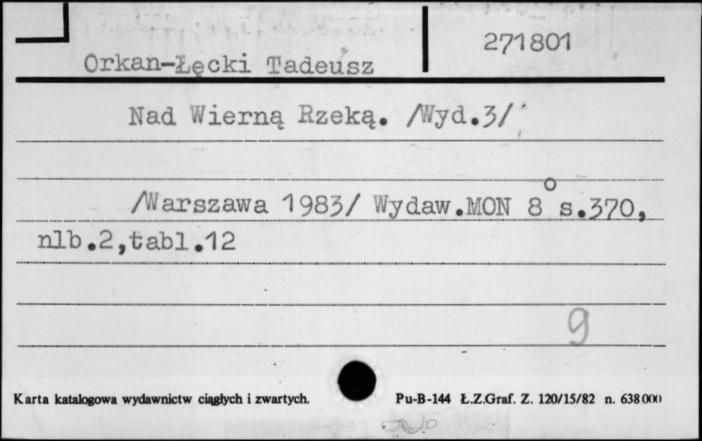 271801
Orkan-Łęcki Tadeusz
Nad Wierną Rzeką. /Wyd.3/
/Warszawa 1983/ Wydaw.MON 8° s.370,
nlb.2,tabl.12
9
Karta katalogowa wydawnictw ciągłych i zwartych. Pu-B-144 Ł.Z.Graf. Z. 120/15/82 n. 638000